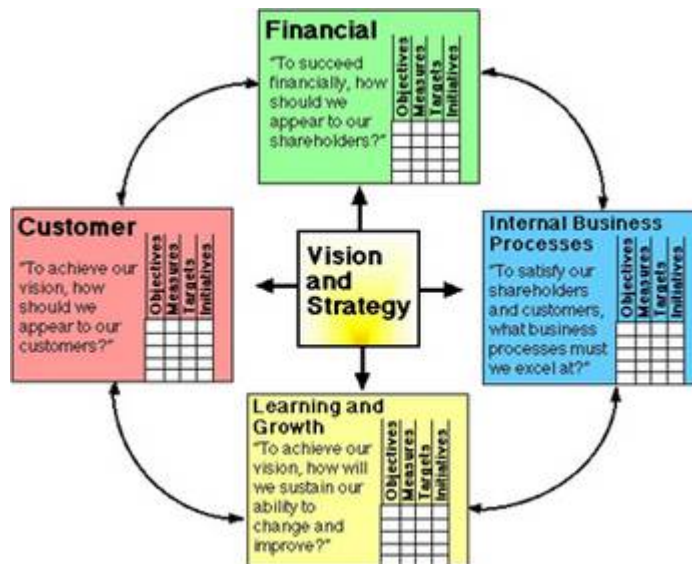 Financial
"To succeed
financially, how
should we
appear to our
shareholders?"
Objectives
Measures
Targets
Initiatives
Customer
"To achieve our
vision, how
should we
appear to our
customers?"
Objectives
Measures
Targets
Initiatives
Vision
and
Strategy
Internal Business
Processes
"To satisfy our
shareholders
and customers,
what business
processes must
we excel at?"
Objectives
Measures
Targets
Initiatives
Learning and
Growth
"To achieve our
vision, how will
we sustain our
ability to
change and
improve?"
Objectives
Measures
Targets
Initiatives